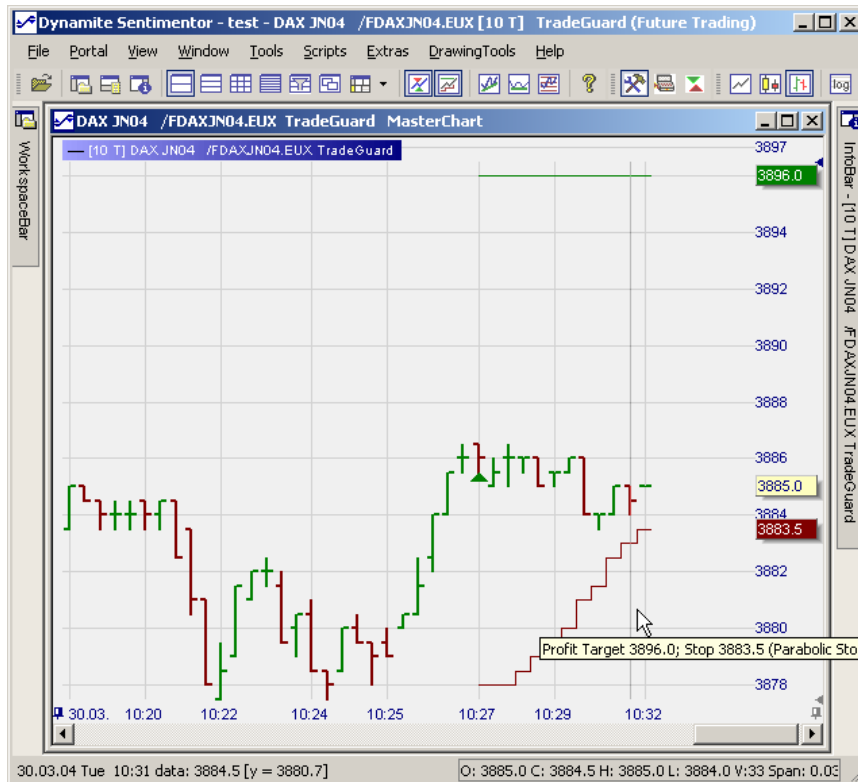 Dynamite Sentimentor - test - DAX JN04 /FDAXJN04.EUX [10 T] TradeGuard (Future Trading)
File Portal View Window Tools Scripts Extras DrawingTools Help
log
DAX JN04 /FDAXJN04.EUX TradeGuard MasterChart
[10 T] DAX JN04 /FDAXJN04.EUX TradeGuard
WorkspaceBar
InfoBar - [10 T] DAX JN04 /FDAXJN04.EUX TradeGuard
3897
3896.0
3894
3892
3890
3888
3886
3885.0
3884
3883.5
3882
3880
Profit Target 3896.0; Stop 3883.5 (Parabolic Sto
3878
30.03. 10:20 10:22 10:24 10:25 10:27 10:29 10:32
30.03.04 Tue 10:31 data: 3884.5 [y = 3880.7]
O: 3885.0 C: 3884.5 H: 3885.0 L: 3884.0 V:33 Span: 0.03